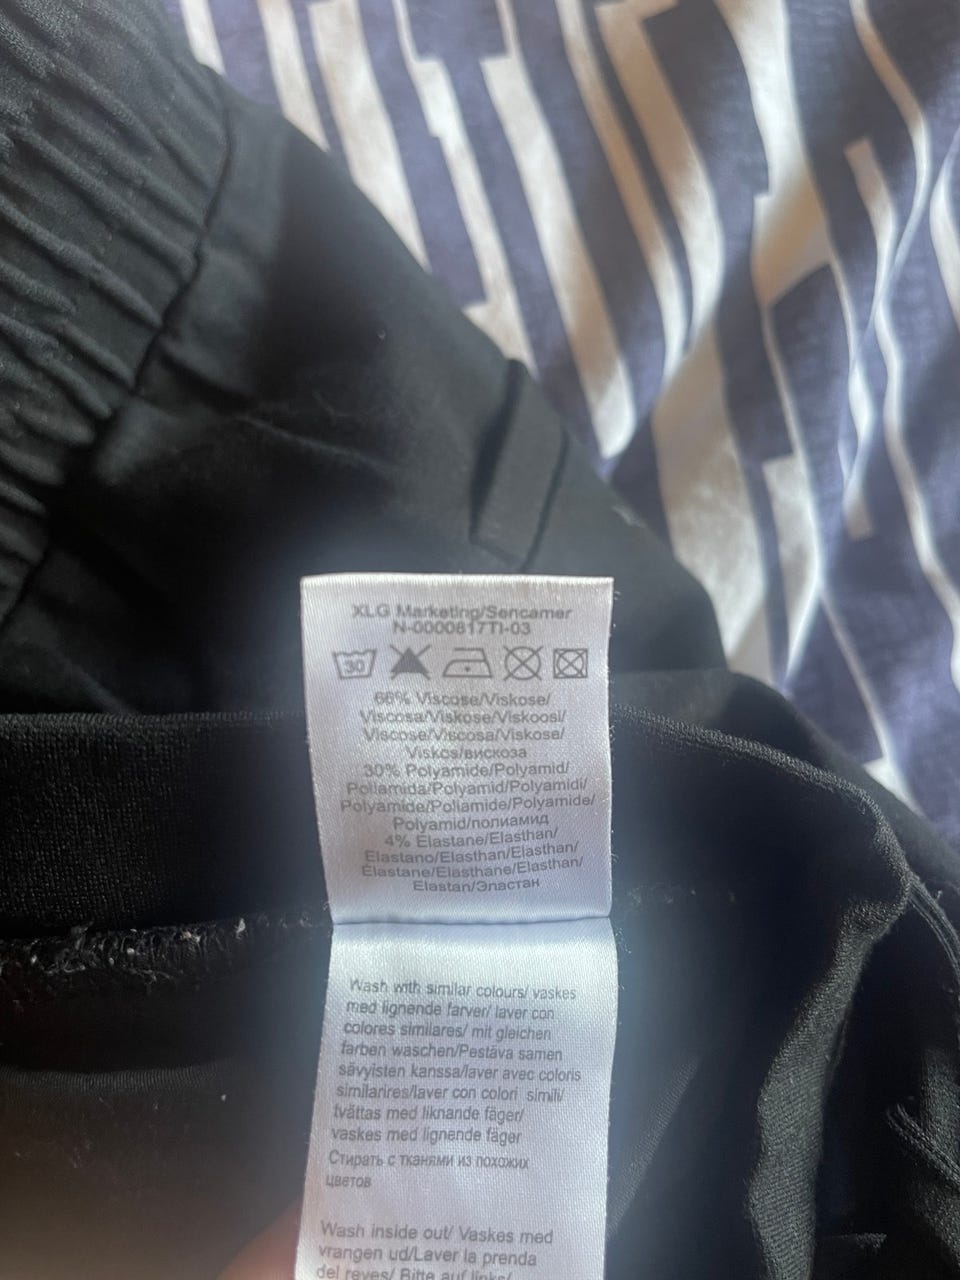 XLG Marketing/Sencamer
N-0000617TI-03
30
66% Viscose/Viskose/
Viscosa/Viskose/Viskoosi/
Viscose/Viscosa/Viskose/
Viskos/вискоза
30% Polyamide/Polyamid/
Poliamida/Polyamid/Polyamidi/
Polyamide/Poliamide/Polyamide/
Polyamid/полиамид
4% Elastane/Elasthan/
Elastano/Elasthan/Elasthan/
Elastane/Elasthane/Elasthan/
Elastan/Эластан
Wash with similar colours/ vaskes
med lignende farver/ laver con
colores similares/ mit gleichen
farben waschen/Pestäva samen
sävyisten kanssa/laver avec coloris
similarires/laver con colori simili/
tvättas med liknande fäger/
vaskes med lignende fäger
Стирать с тканями из похожих
цветов
Wash inside out/ Vaskes med
vrangen ud/Laver la prenda
del reves/ Bitte auf links/